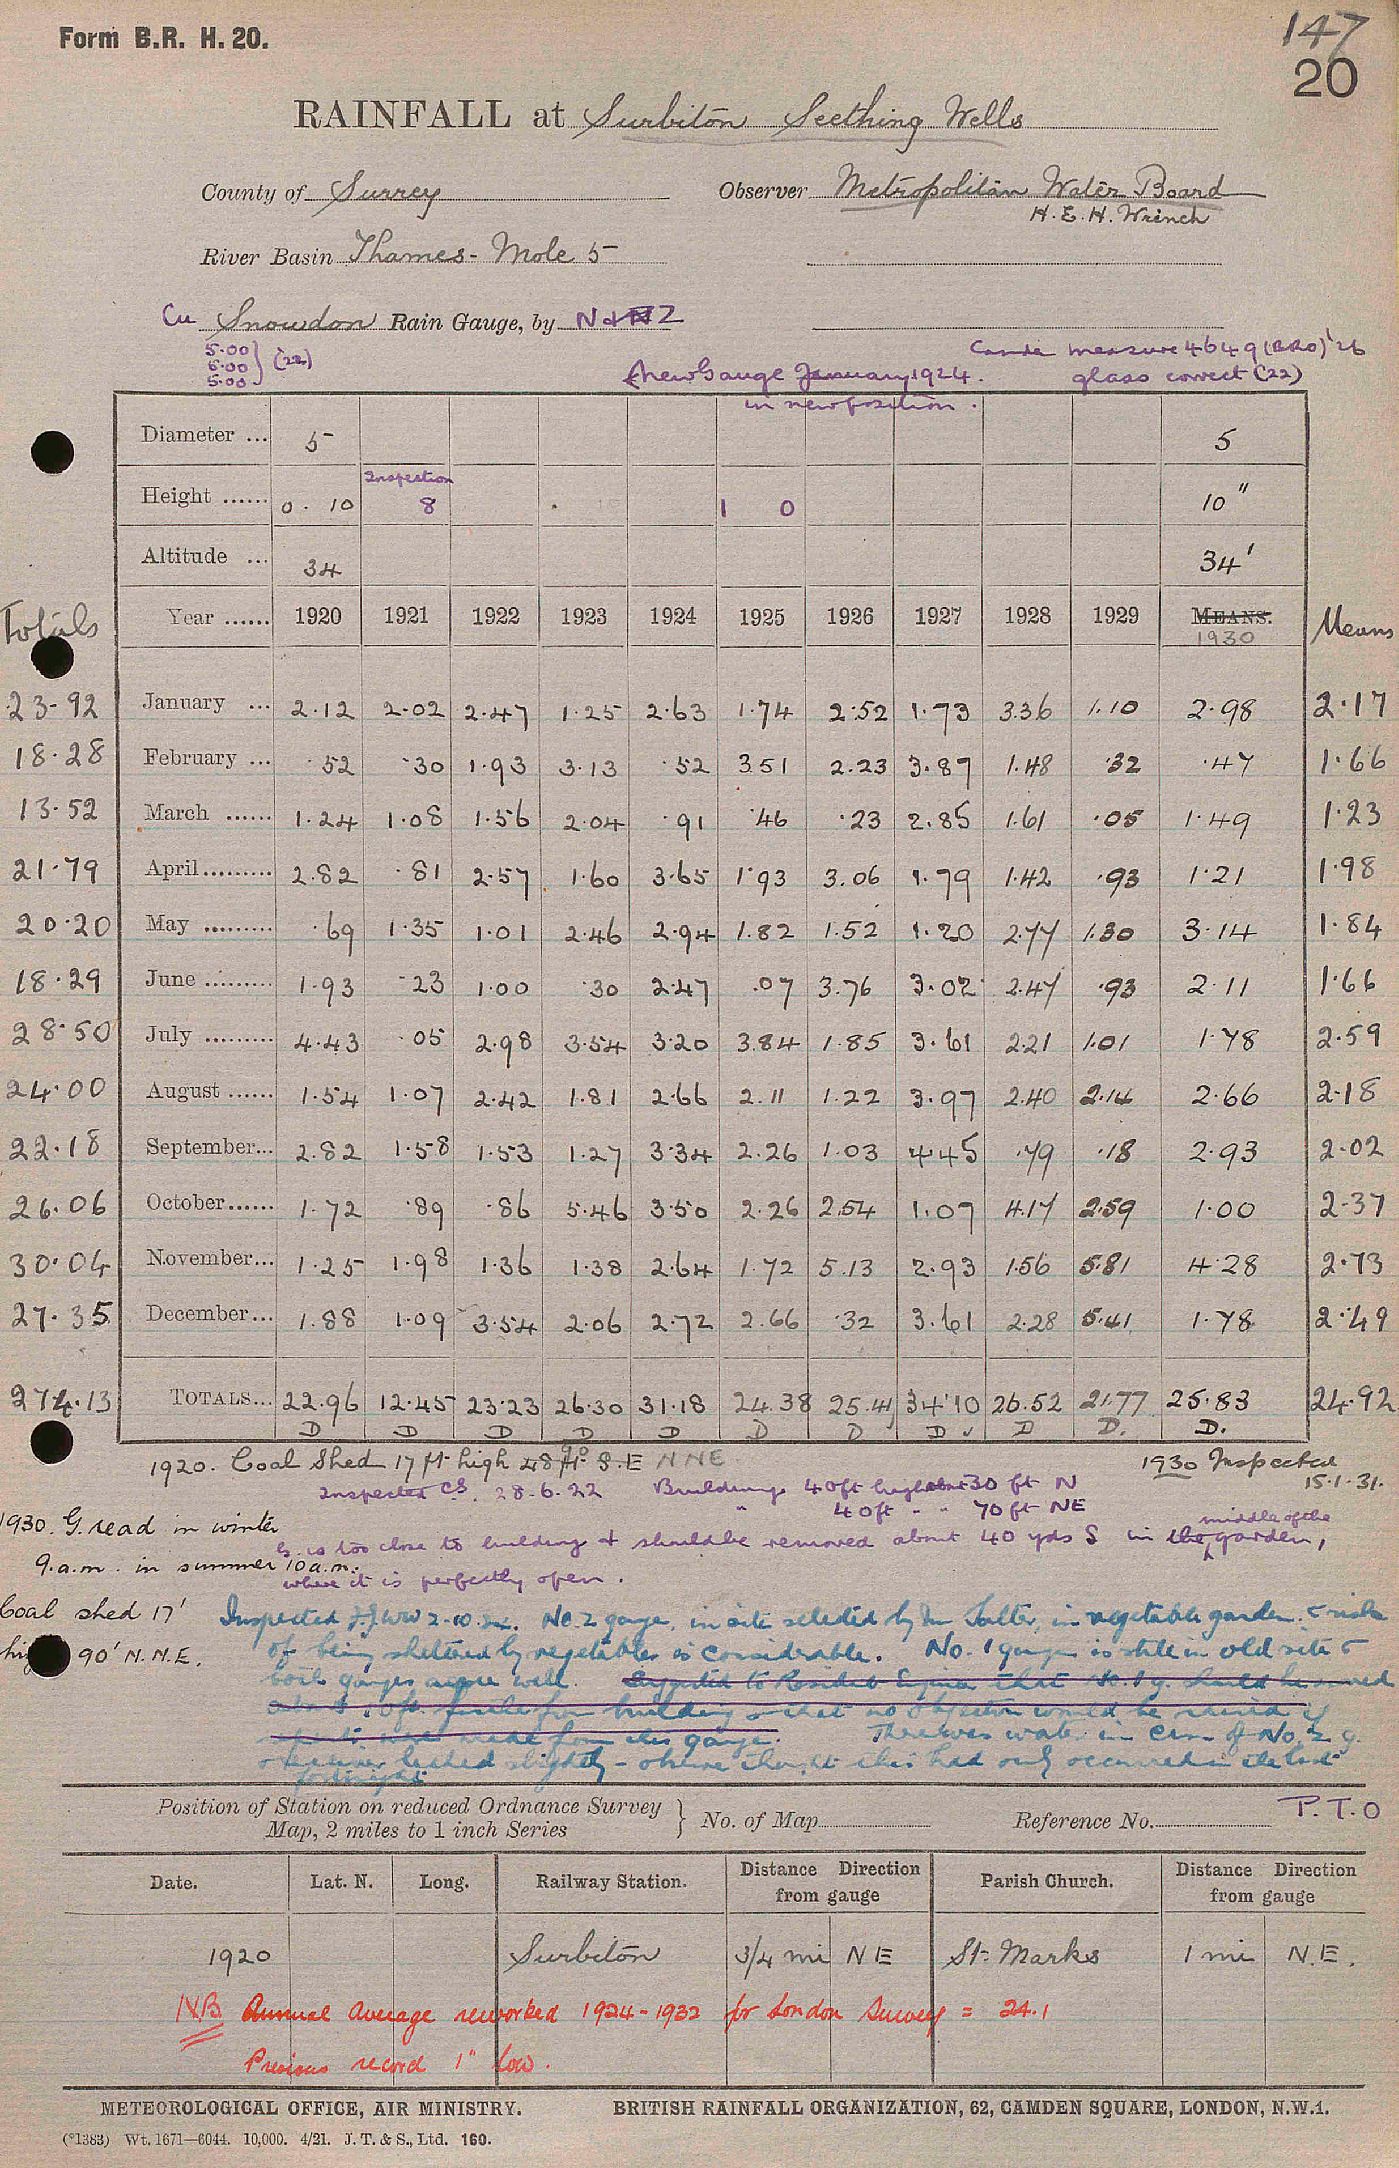 Form B.R. H. 20.
147
20
RAINFALL at Surbiton Seething Wells
County of Surrey Observer Metropolitan Water Board
H. E. H. Wrinch
River Basin Thames - Mole 5
Cu Snowdon Rain Gauge, by N & NZ
5.00
5.00
5.00 } (22)
New Gauge January 1924.
in new position.
measure 4649 (BRO) '26
glass correct (22)
Diameter ... 5 5
Height ...... 0. 10 Inspection 8 1 0 10"
Altitude ... 34 34'
Totals Year ...... 1920 1921 1922 1923 1924 1925 1926 1927 1928 1929 MEANS. 1930 Means
23.92 January ... 2.12 2.02 2.47 1.25 2.63 1.74 2.52 1.73 3.36 1.10 2.98 2.17
18.28 February ... .52 .30 1.93 3.13 .52 3.51 2.23 3.87 1.48 .32 .47 1.66
13.52 March ...... 1.24 1.08 1.56 2.04 .91 .46 .23 2.85 1.61 .05 1.49 1.23
21.79 April ......... 2.82 .81 2.57 1.60 3.65 1.93 3.06 1.79 1.42 .93 1.21 1.98
20.20 May ......... .69 1.35 1.01 2.46 2.94 1.82 1.52 1.20 2.77 1.30 3.14 1.84
18.29 June ......... 1.93 .23 1.00 .30 2.47 .07 3.76 3.02 2.47 .93 2.11 1.66
28.50 July ......... 4.43 .05 2.98 3.54 3.20 3.84 1.85 3.61 2.21 1.01 1.78 2.59
24.00 August ...... 1.54 1.07 2.42 1.81 2.66 2.11 1.22 3.97 2.40 2.14 2.66 2.18
22.18 September... 2.82 1.58 1.53 1.27 3.34 2.26 1.03 4.45 .79 .18 2.93 2.02
26.06 October...... 1.72 .89 .86 5.46 3.50 2.26 2.54 1.07 4.17 2.59 1.00 2.37
30.04 November... 1.25 1.98 1.36 1.38 2.64 1.72 5.13 2.93 1.56 5.81 4.28 2.73
27.35 December... 1.88 1.09 3.54 2.06 2.72 2.66 .32 3.61 2.28 5.41 1.78 2.49
274.13 TOTALS... 22.96 12.45 23.23 26.30 31.18 24.38 25.41 34.10 26.52 21.77 25.83 24.92
D D D D D D D D D D. D.
1920. Coal Shed 17 ft high 48 ft S.E NNE 90
1930 Inspected
15.1.31.
Inspected CS. 28.6.22 Buildings 40ft high 30 ft N
" 40ft " " 70ft NE
1930. G. read in winter
9.a.m. in summer 10a.m.
is too close to building & should be removed about 40 yds S in the middle of the garden,
where it is perfectly open.
Coal shed 17'
high 90' N.N.E.
Inspected 2.10. No. 2 gauge, in site selected by Mr Salter, in vegetable garden. risk
of being sheltered by vegetables is considerable. No. 1 gauge is still in old site &
both gauges agree well. Suggested to Resident Engineer that No. 1 g. should be moved
ft. further from building & that no objection would be raised if
made from this gauge. There was water in can of No. 2 g.
leaked slightly - observer that this had only occurred in the last
fortnight.
P.T.O
Position of Station on reduced Ordnance Survey
Map, 2 miles to 1 inch Series } No. of Map Reference No.
Date. Lat. N. Long. Railway Station. Distance Direction from gauge Parish Church. Distance Direction from gauge
1920 Surbiton 3/4 mi NE St. Marks 1 mi N.E.
NB Annual Average reworked 1924-1932 for London Survey = 24.1
Previous record 1" low.
METEOROLOGICAL OFFICE, AIR MINISTRY. BRITISH RAINFALL ORGANIZATION, 62, CAMDEN SQUARE, LONDON, N.W.1.
(*1383) Wt. 1671—6044. 10,000. 4/21. J. T. & S., Ltd. 160.